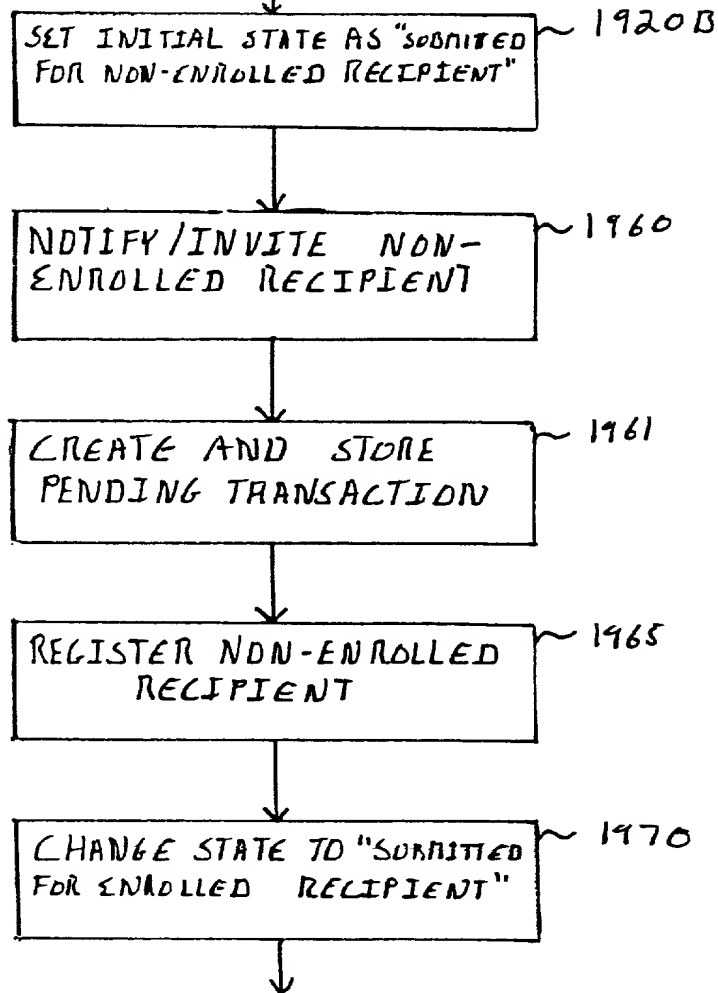 SET INITIAL STATE AS "SUBMITTED
FOR NON-ENROLLED RECIPIENT"
1920B
NOTIFY/INVITE NON-
ENROLLED RECIPIENT
1960
CREATE AND STORE
PENDING TRANSACTION
1961
REGISTER NON-ENROLLED
RECIPIENT
1965
CHANGE STATE TO "SUBMITTED
FOR ENROLLED RECIPIENT"
1970